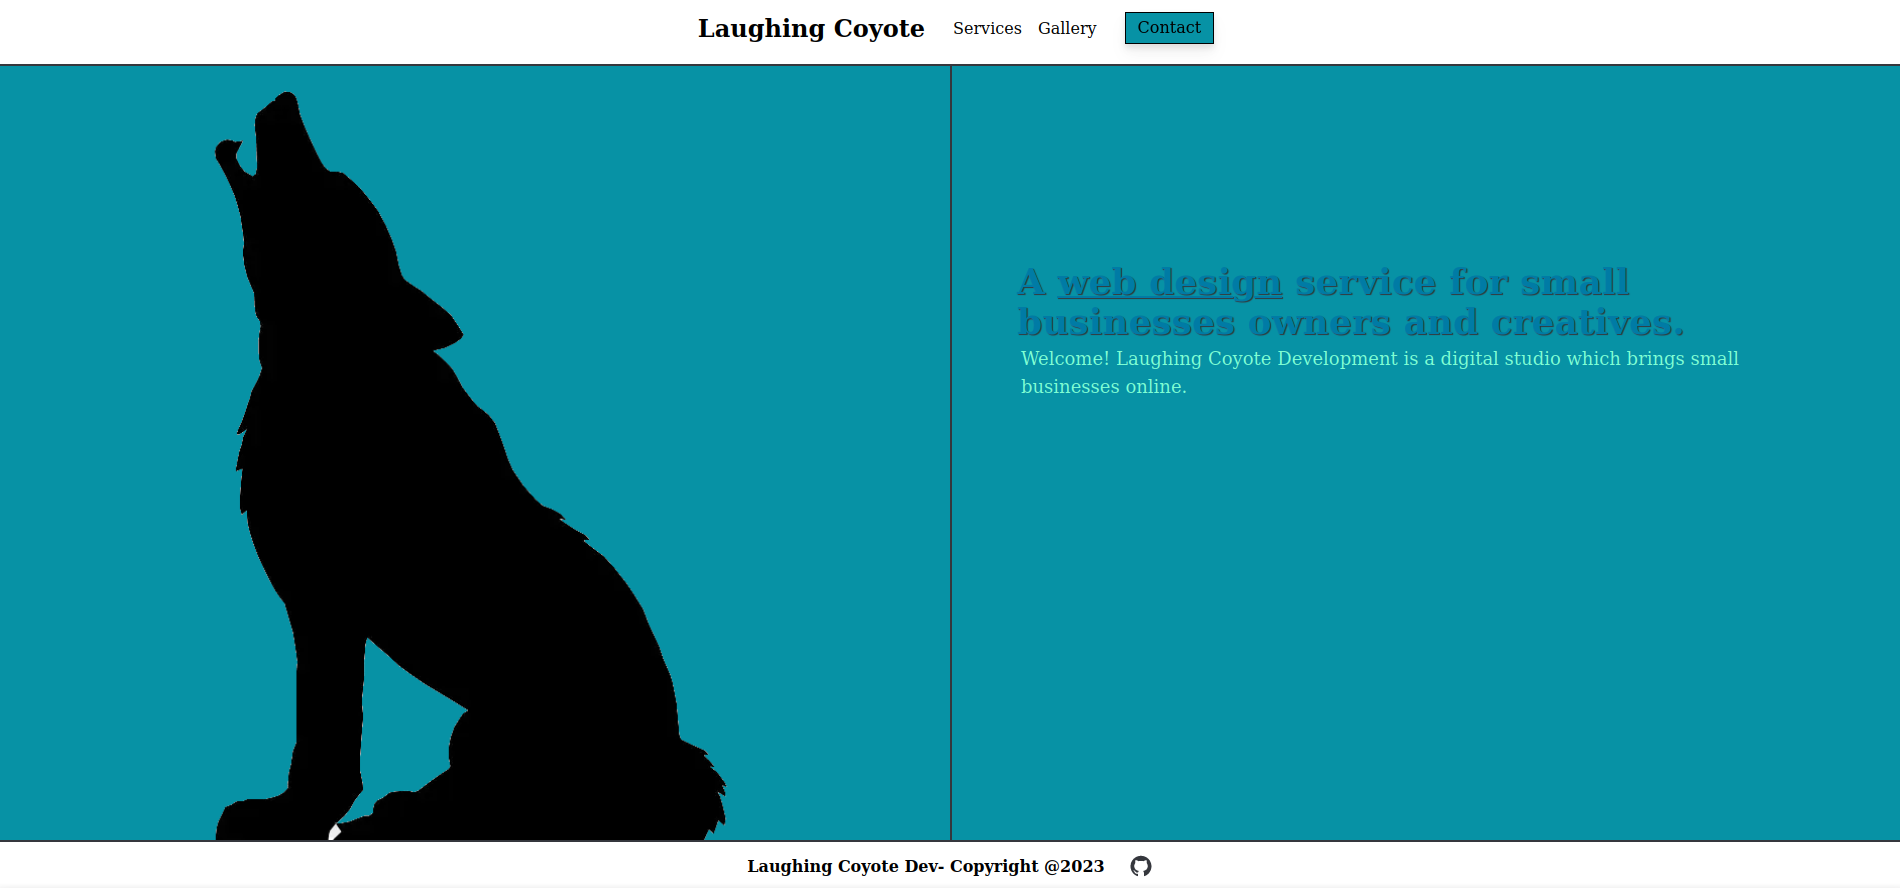 Laughing Coyote Services Gallery Contact
A web design service for small
businesses owners and creatives.
Welcome! Laughing Coyote Development is a digital studio which brings small
businesses online.
Laughing Coyote Dev- Copyright @2023